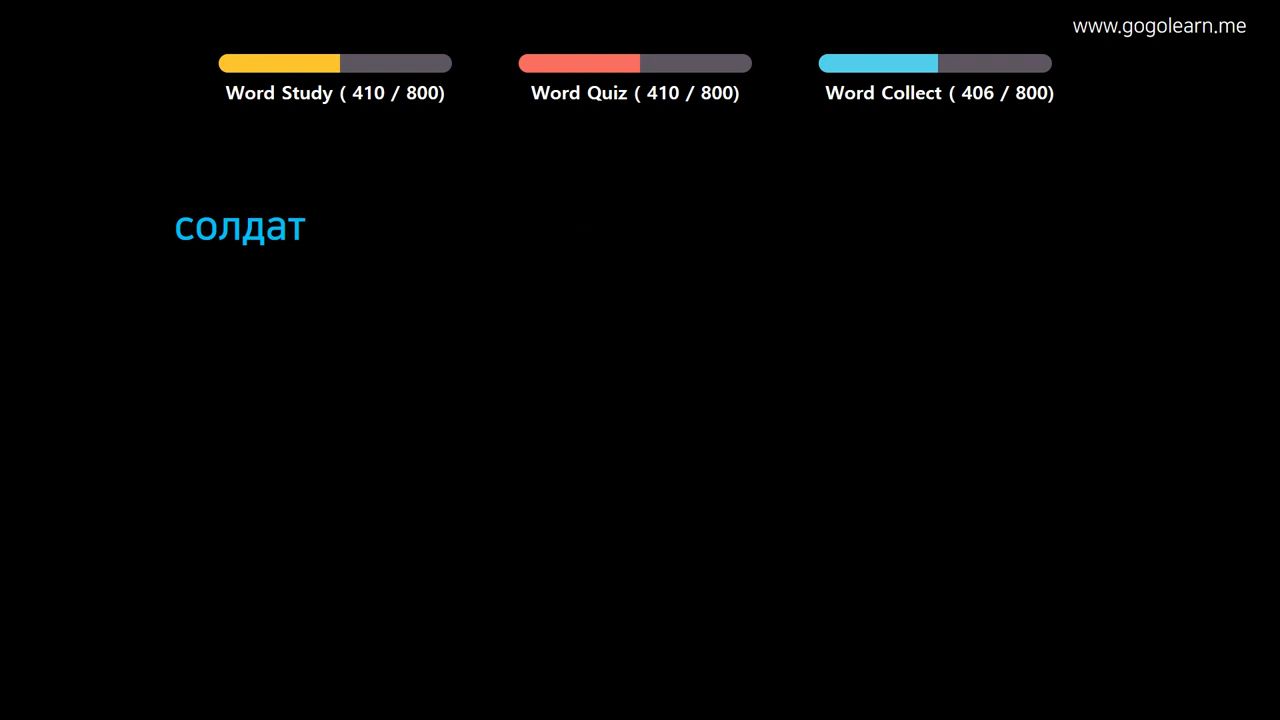 www.gogolearn.me
Word Study ( 410 / 800)
Word Quiz ( 410 / 800)
Word Collect ( 406 / 800)
солдат